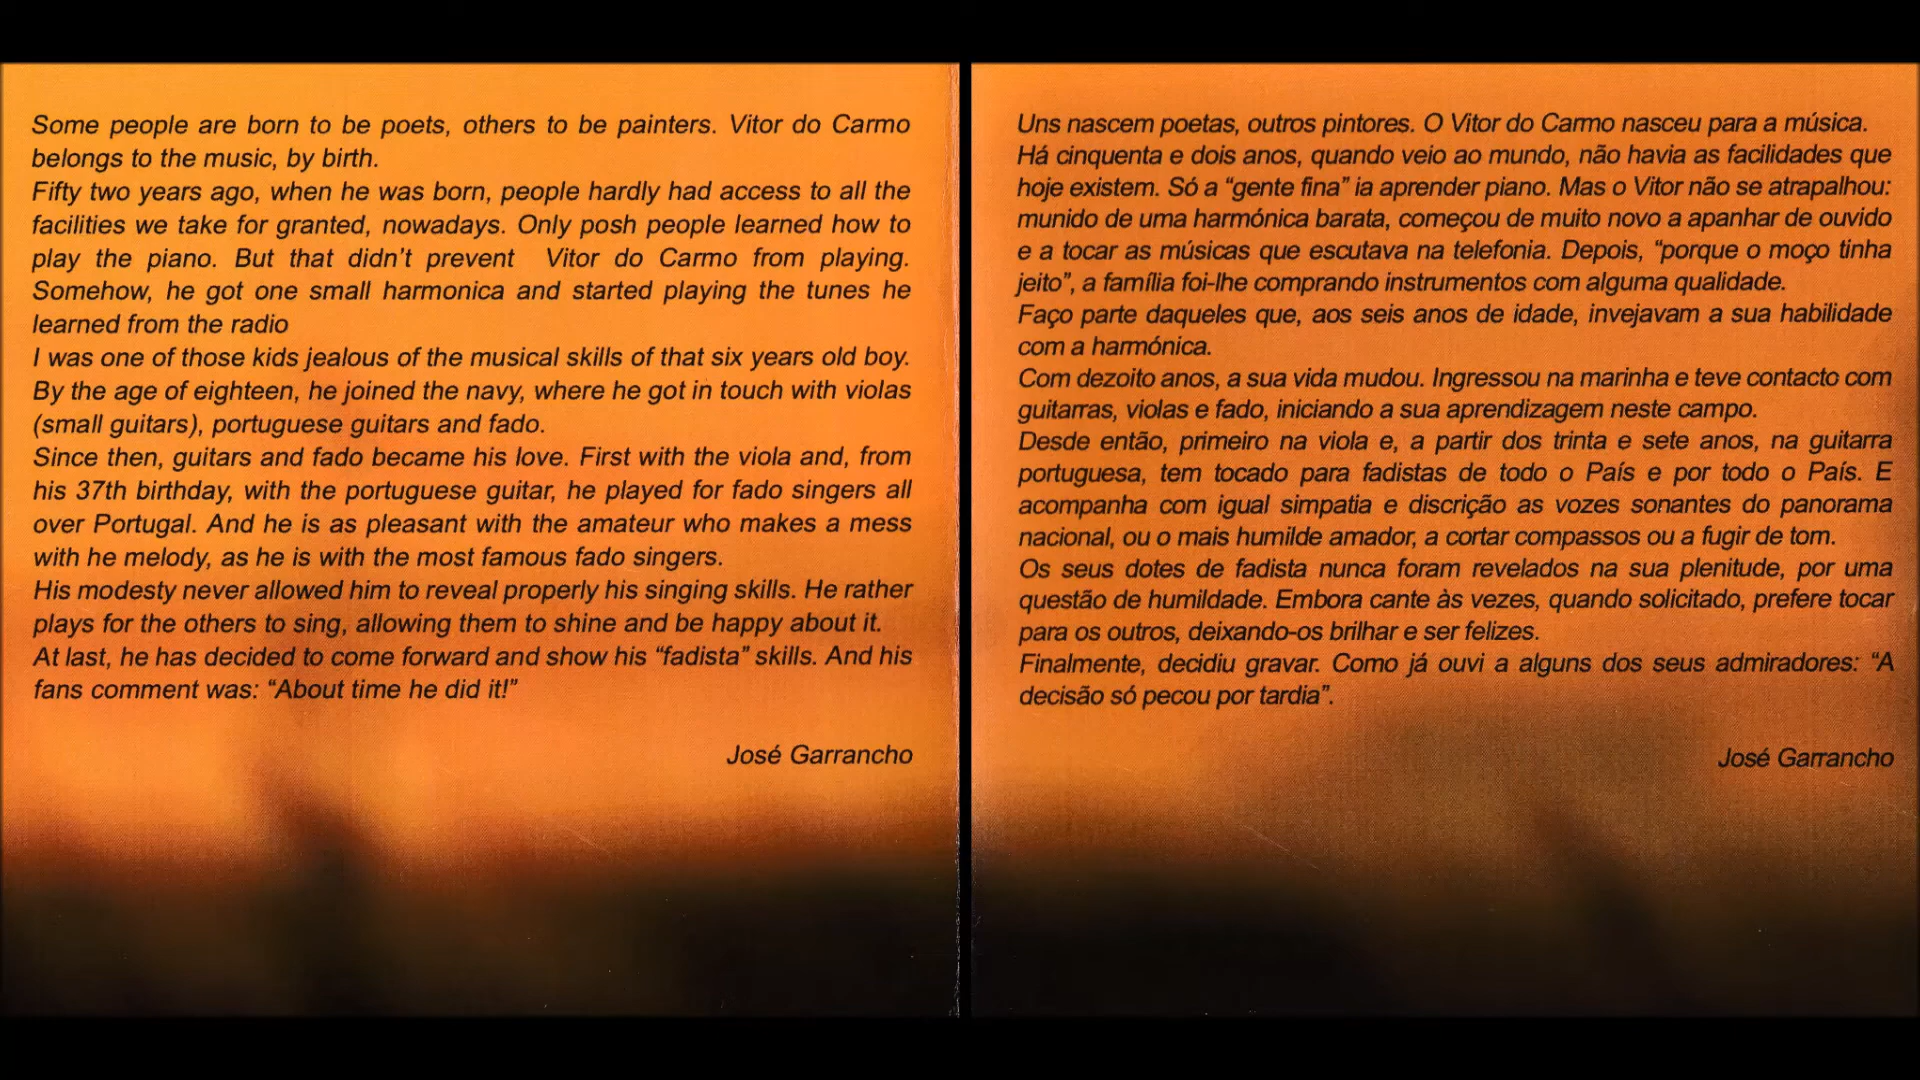 Some people are born to be poets, others to be painters. Vitor do Carmo
belongs to the music, by birth.
Fifty two years ago, when he was born, people hardly had access to all the
facilities we take for granted, nowadays. Only posh people learned how to
play the piano. But that didn't prevent Vitor do Carmo from playing.
Somehow, he got one small harmonica and started playing the tunes he
learned from the radio
I was one of those kids jealous of the musical skills of that six years old boy.
By the age of eighteen, he joined the navy, where he got in touch with violas
(small guitars), portuguese guitars and fado.
Since then, guitars and fado became his love. First with the viola and, from
his 37th birthday, with the portuguese guitar, he played for fado singers all
over Portugal. And he is as pleasant with the amateur who makes a mess
with he melody, as he is with the most famous fado singers.
His modesty never allowed him to reveal properly his singing skills. He rather
plays for the others to sing, allowing them to shine and be happy about it.
At last, he has decided to come forward and show his "fadista" skills. And his
fans comment was: “About time he did it!”
José Garrancho
Uns nascem poetas, outros pintores. O Vitor do Carmo nasceu para a música.
Há cinquenta e dois anos, quando veio ao mundo, não havia as facilidades que
hoje existem. Só a “gente fina” ia aprender piano. Mas o Vitor não se atrapalhou:
munido de uma harmónica barata, começou de muito novo a apanhar de ouvido
e a tocar as músicas que escutava na telefonia. Depois, “porque o moço tinha
jeito”, a família foi-lhe comprando instrumentos com alguma qualidade.
Faço parte daqueles que, aos seis anos de idade, invejavam a sua habilidade
com a harmónica.
Com dezoito anos, a sua vida mudou. Ingressou na marinha e teve contacto com
guitarras, violas e fado, iniciando a sua aprendizagem neste campo.
Desde então, primeiro na viola e, a partir dos trinta e sete anos, na guitarra
portuguesa, tem tocado para fadistas de todo o País e por todo o País. E
acompanha com igual simpatia e discrição as vozes sonantes do panorama
nacional, ou o mais humilde amador, a cortar compassos ou a fugir de tom.
Os seus dotes de fadista nunca foram revelados na sua plenitude, por uma
questão de humildade. Embora cante às vezes, quando solicitado, prefere tocar
para os outros, deixando-os brilhar e ser felizes.
Finalmente, decidiu gravar. Como já ouvi a alguns dos seus admiradores: “A
decisão só pecou por tardia”.
José Garrancho